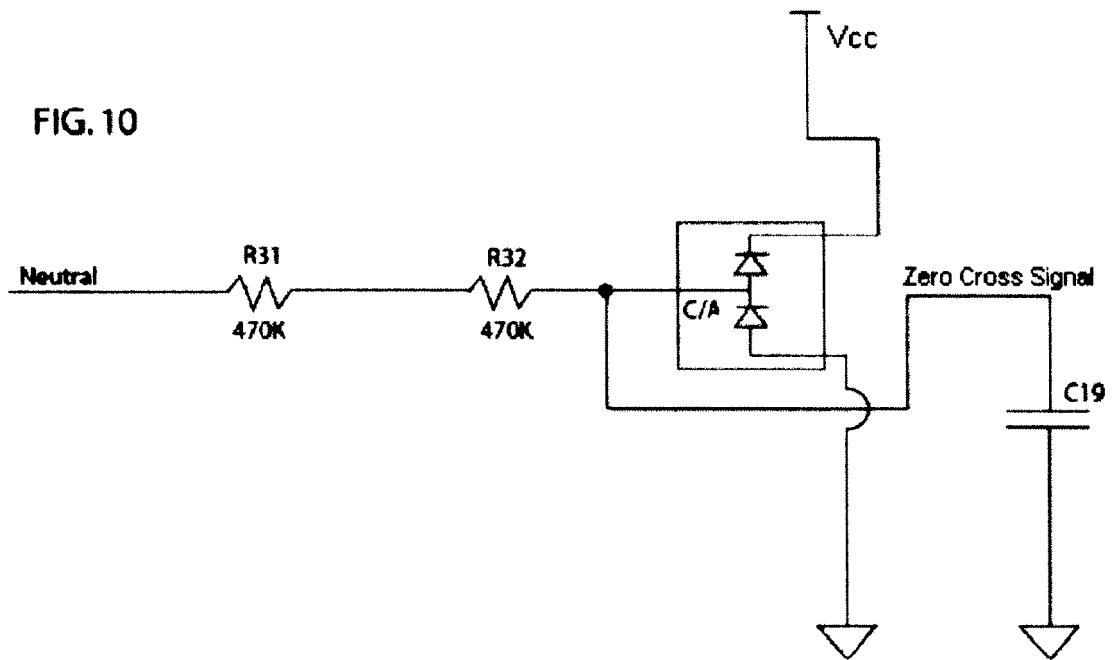 FIG. 10
Vcc
Neutral
R31
470K
R32
470K
C/A
Zero Cross Signal
C19